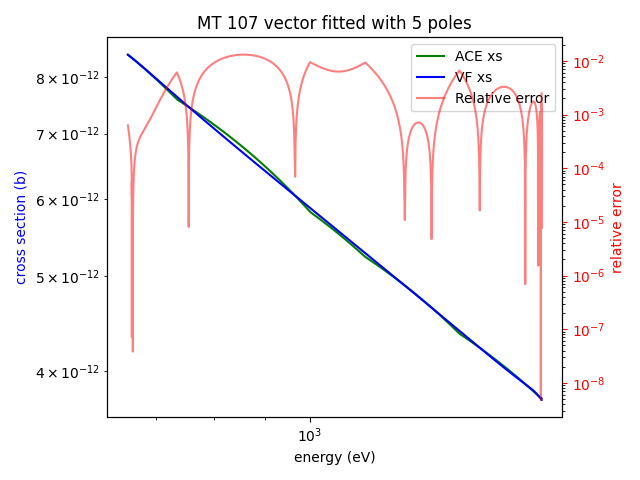 MT 107 vector fitted with 5 poles
ACE xs
VF xs
Relative error
8 × 10⁻¹²
7 × 10⁻¹²
6 × 10⁻¹²
5 × 10⁻¹²
4 × 10⁻¹²
cross section (b)
10⁻²
10⁻³
10⁻⁴
10⁻⁵
10⁻⁶
10⁻⁷
10⁻⁸
relative error
10³
energy (eV)